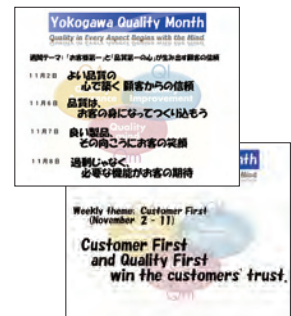 Yokogawa Quality Month
Quality in Every Aspect Begins with the Mind
週間テーマ:「お客様第一」と「品質第一の心」が生み出す顧客の信頼
11月2日 よい品質の
心で築く 顧客からの信頼
11月6日 品質は、
お客の身になってつくり込もう
11月7日 良い製品、
その向こうにお客の笑顔
11月8日 過剰じゃなく、
必要な機能がお客の期待
Improvement
Quality
QM
nth
Mind
Weekly theme: Customer First
(November 2 - 11)
Customer First
and Quality First
win the customers' trust.
QM